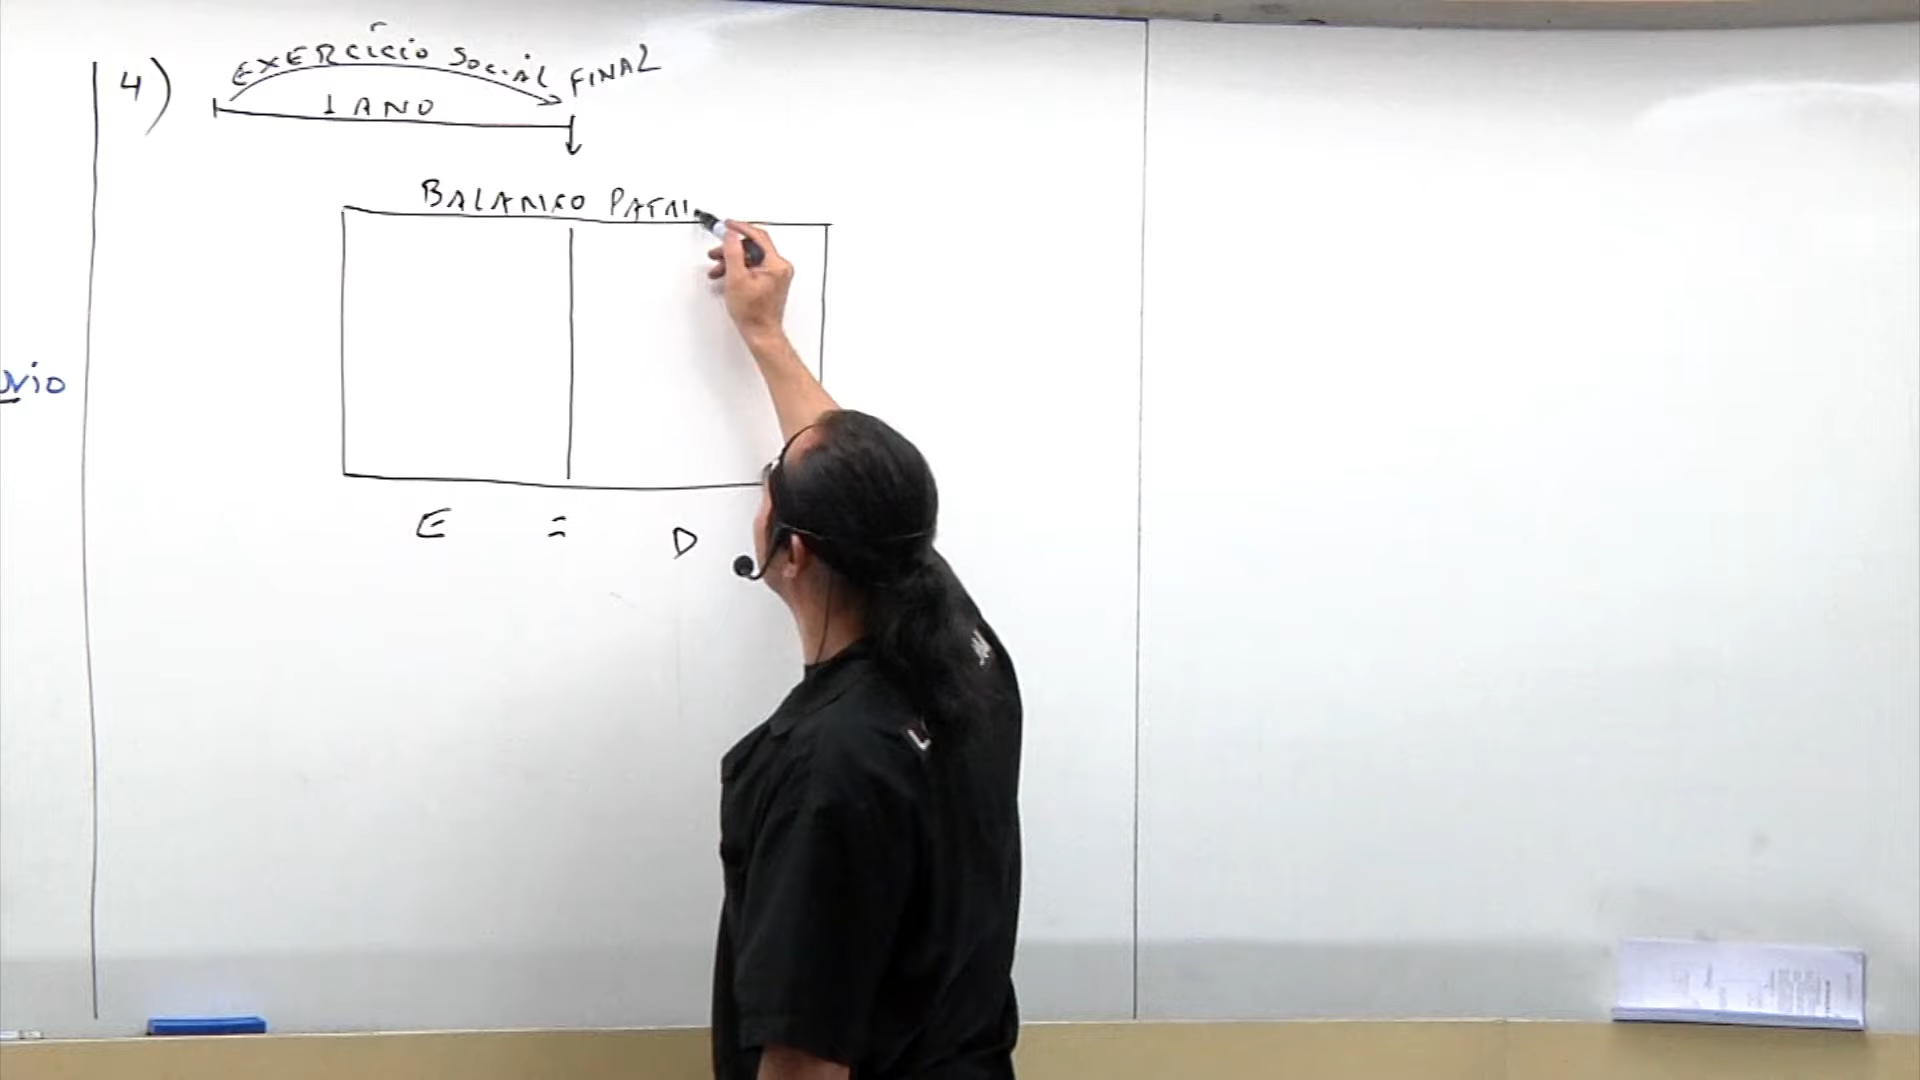 4) EXERCÍCIO SOCIAL FINAL
1 ANO
BALANÇO PATRI
E = D